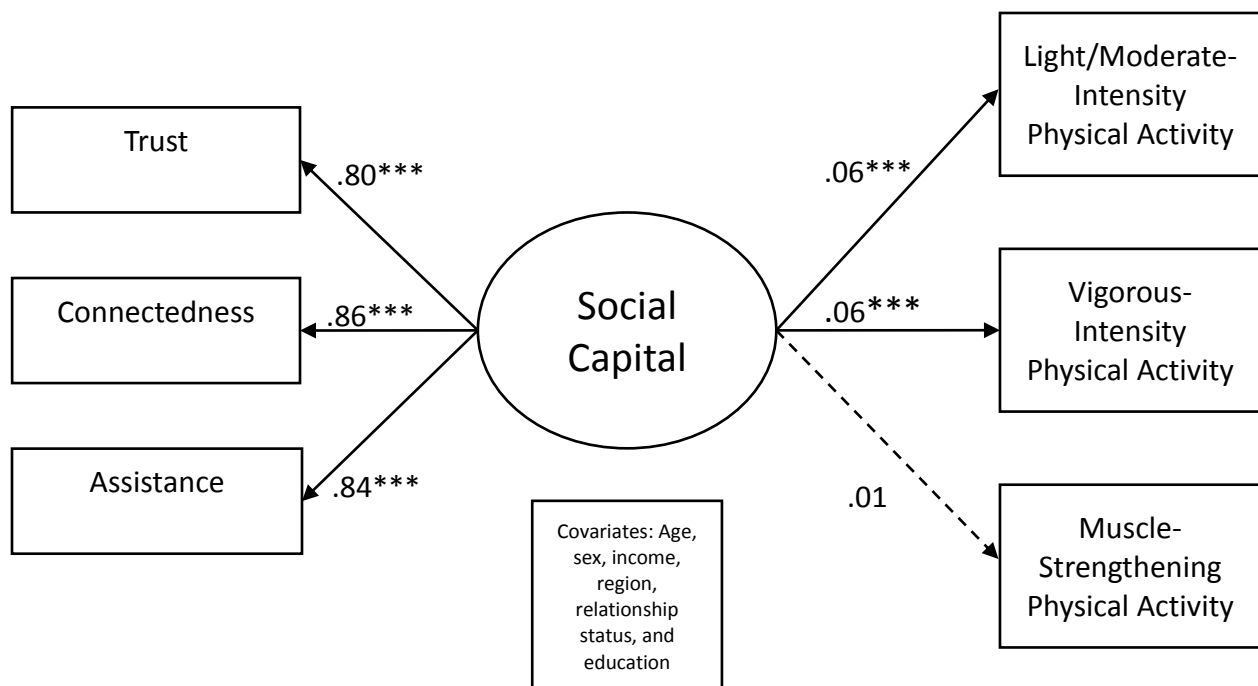 Trust
.80***
Connectedness
.86***
Assistance
.84***
Social
Capital
Covariates: Age,
sex, income,
region,
relationship
status, and
education
.06***
Light/Moderate-
Intensity
Physical Activity
.06***
Vigorous-
Intensity
Physical Activity
.01
Muscle-
Strengthening
Physical Activity